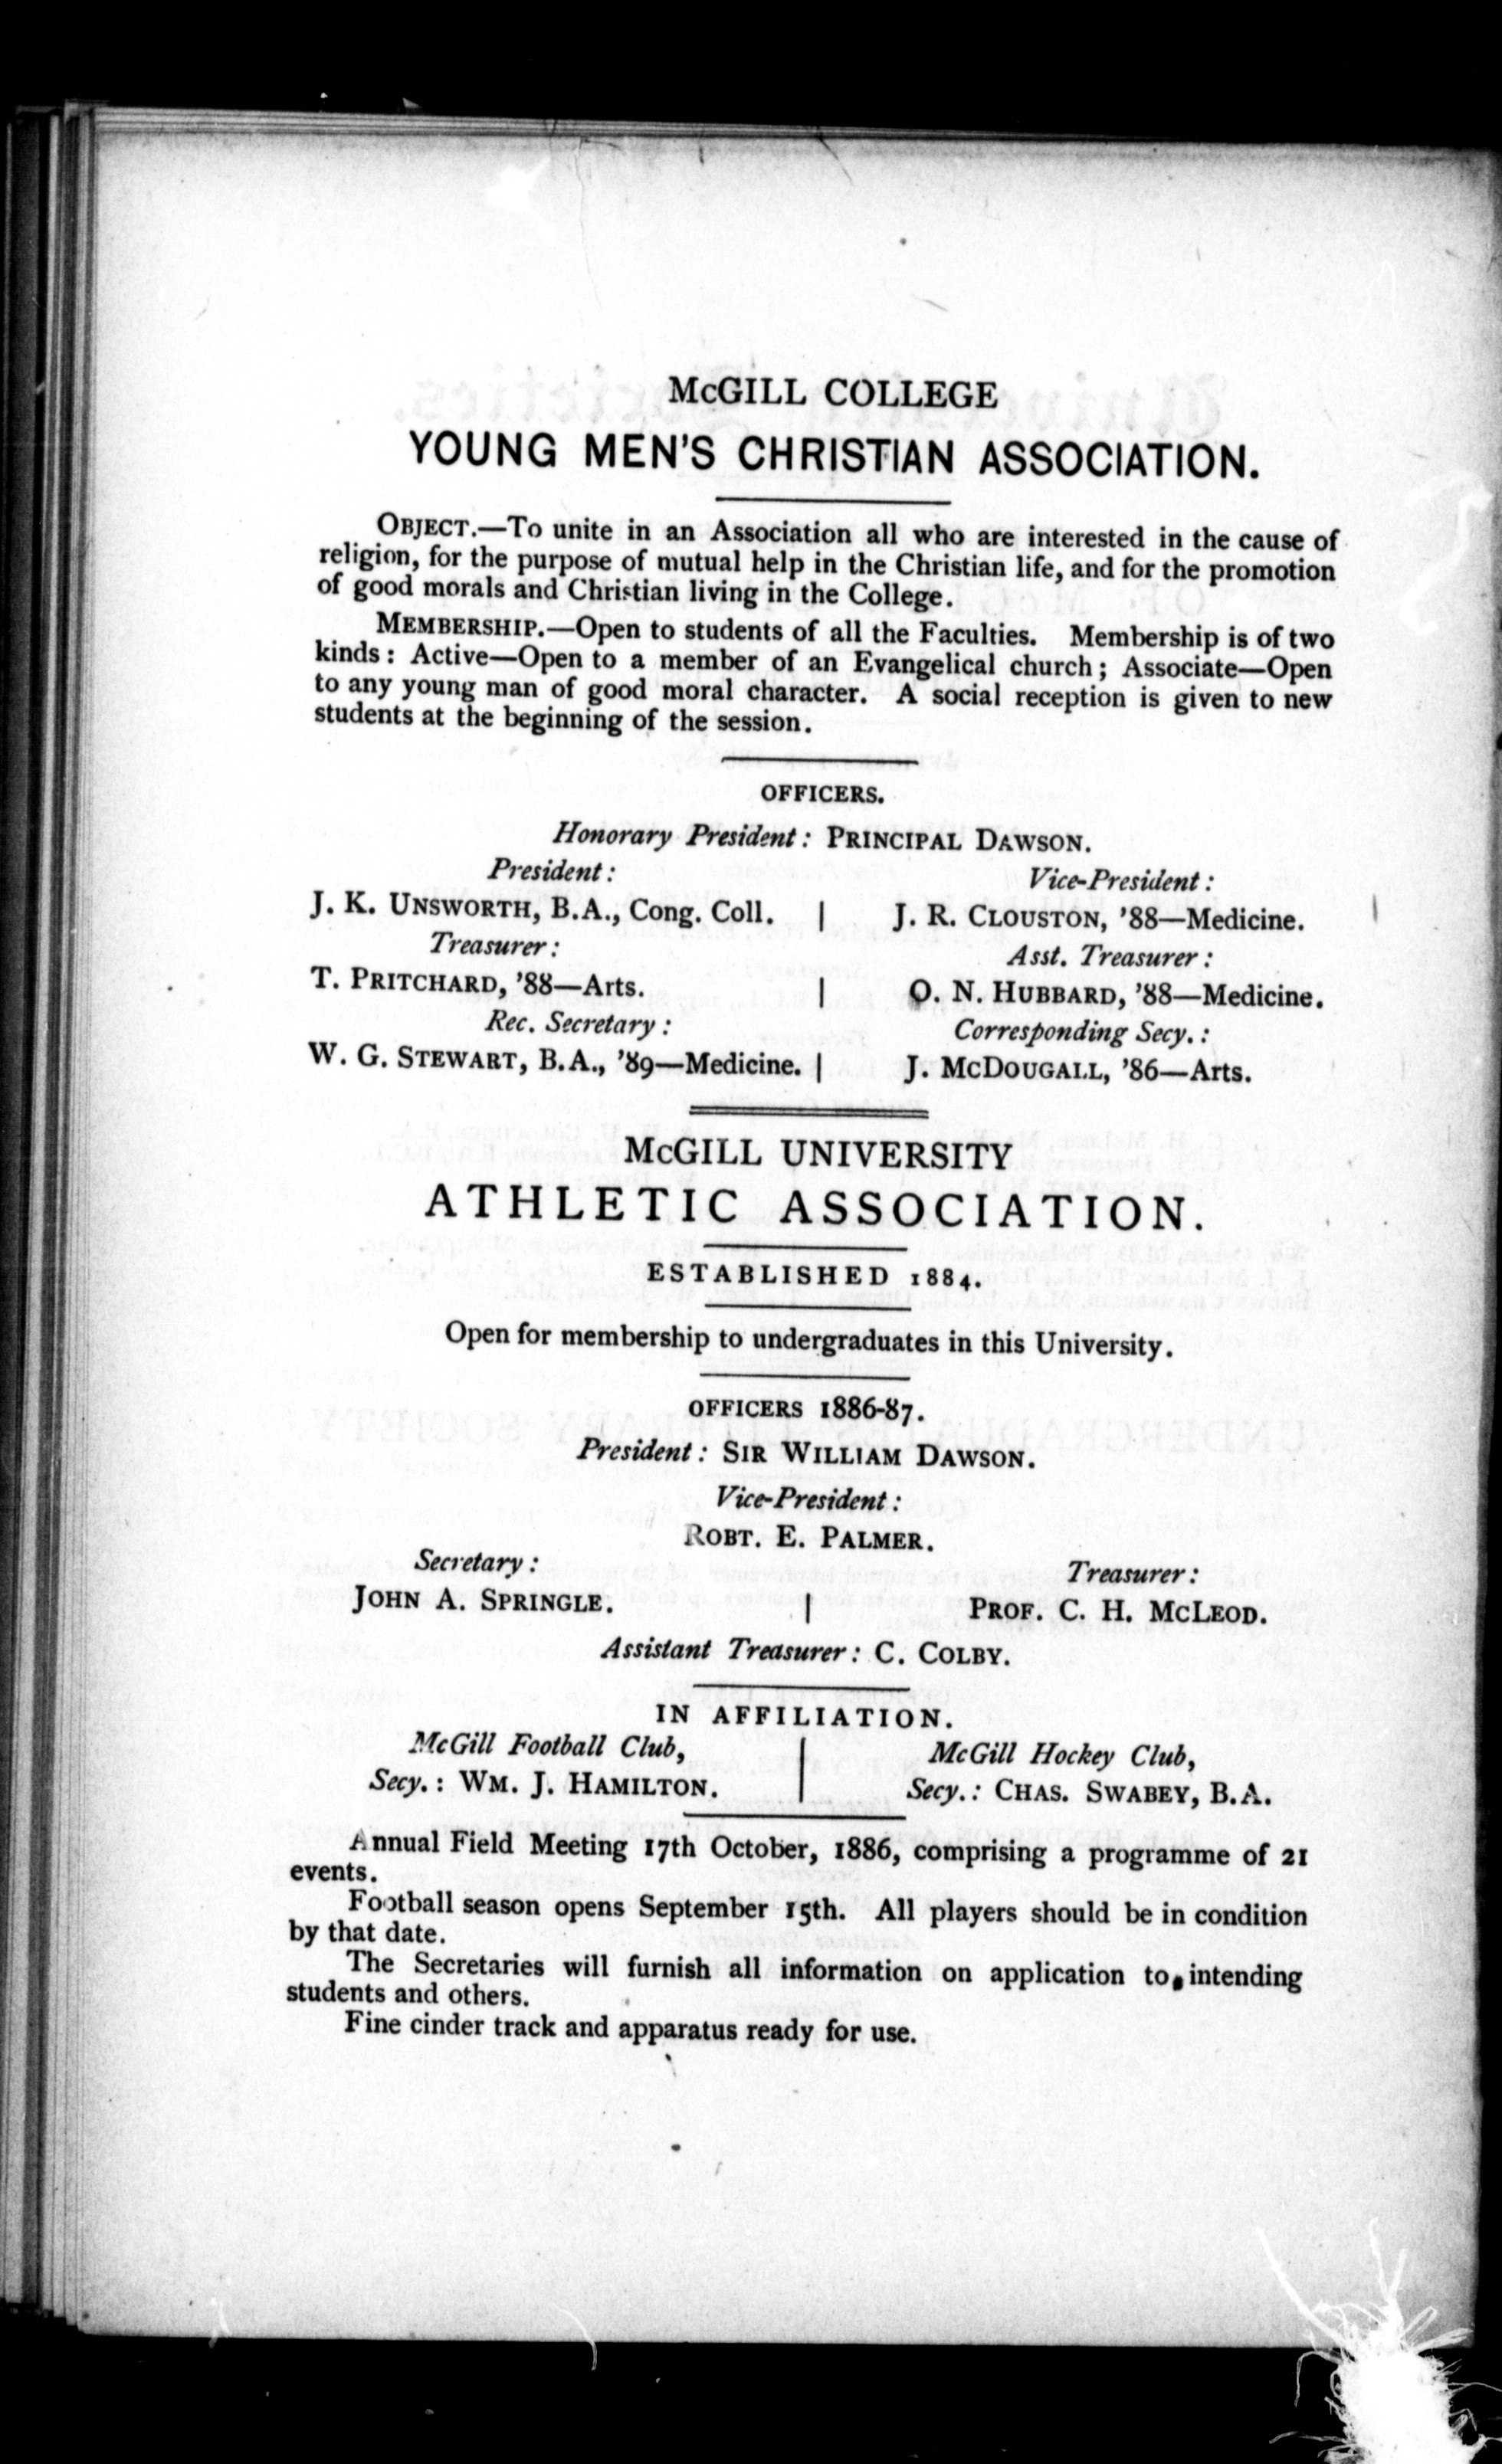 McGILL COLLEGE
YOUNG MEN'S CHRISTIAN ASSOCIATION.
OBJECT.—To unite in an Association all who are interested in the cause of
religion, for the purpose of mutual help in the Christian life, and for the promotion
of good morals and Christian living in the College.
MEMBERSHIP.—Open to students of all the Faculties. Membership is of two
kinds: Active—Open to a member of an Evangelical church; Associate—Open
to any young man of good moral character. A social reception is given to new
students at the beginning of the session.
OFFICERS.
Honorary President: PRINCIPAL DAWSON.
President: Vice-President:
J. K. UNSWORTH, B.A., Cong. Coll. | J. R. CLOUSTON, '88—Medicine.
Treasurer: Asst. Treasurer:
T. PRITCHARD, '88—Arts. | O. N. HUBBARD, '88—Medicine.
Rec. Secretary: Corresponding Secy.:
W. G. STEWART, B.A., '89—Medicine. | J. McDOUGALL, '86—Arts.
McGILL UNIVERSITY
ATHLETIC ASSOCIATION.
ESTABLISHED 1884.
Open for membership to undergraduates in this University.
OFFICERS 1886-87.
President: SIR WILLIAM DAWSON.
Vice-President:
ROBT. E. PALMER.
Secretary: Treasurer:
JOHN A. SPRINGLE. | PROF. C. H. McLEOD.
Assistant Treasurer: C. COLBY.
IN AFFILIATION.
McGill Football Club, | McGill Hockey Club,
Secy.: WM. J. HAMILTON. | Secy.: CHAS. SWABEY, B.A.
Annual Field Meeting 17th October, 1886, comprising a programme of 21
events.
Football season opens September 15th. All players should be in condition
by that date.
The Secretaries will furnish all information on application to intending
students and others.
Fine cinder track and apparatus ready for use.